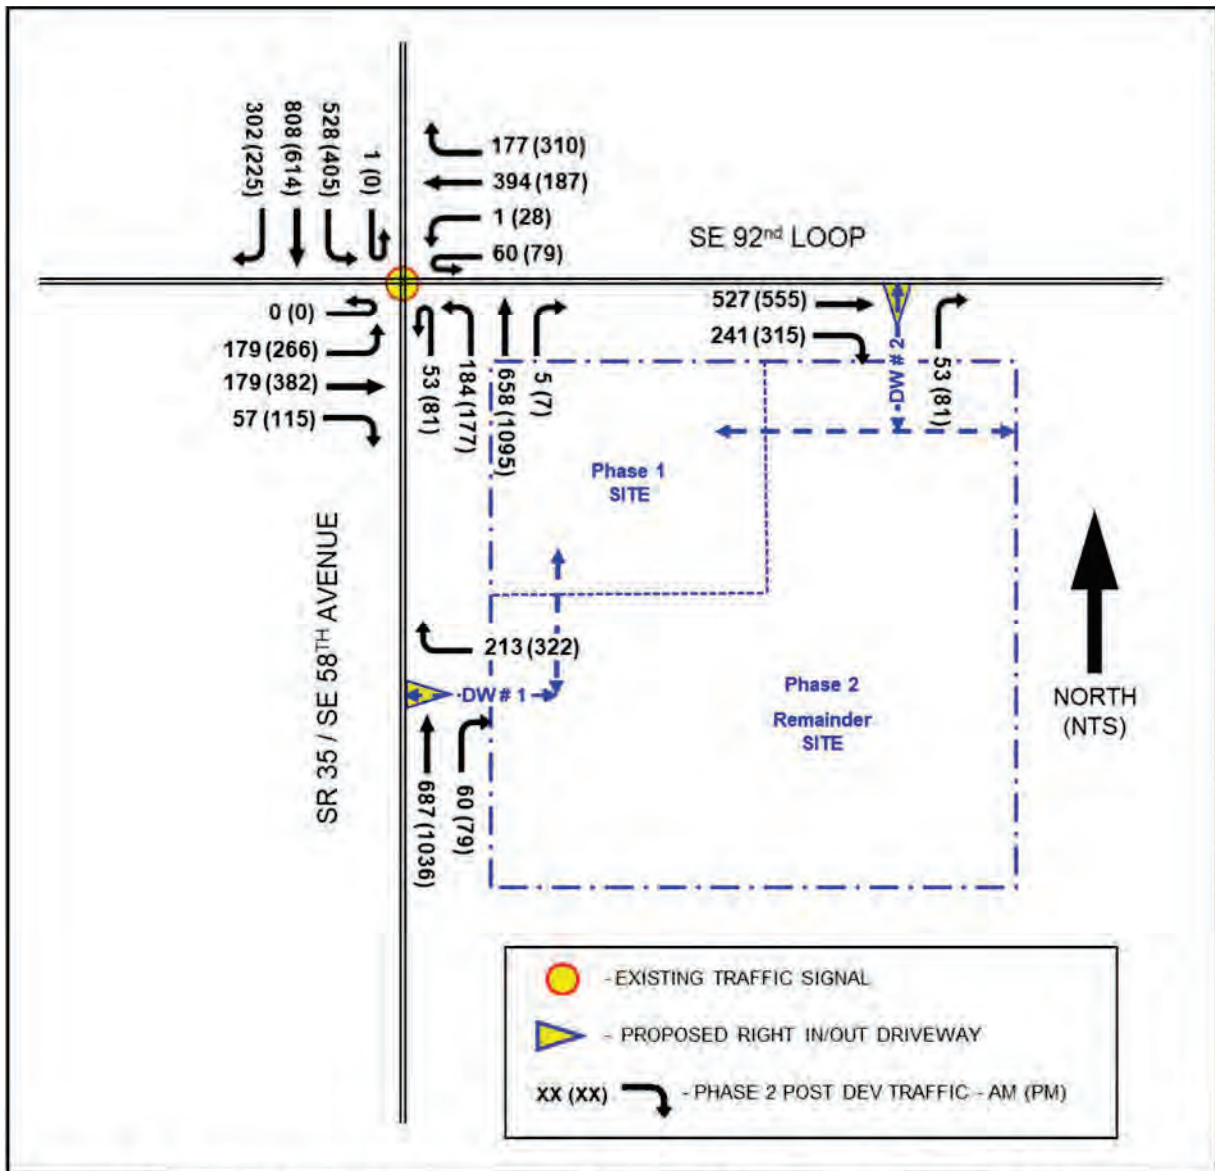 302 (225)
808 (614)
528 (405)
1 (0)
177 (310)
394 (187)
1 (28)
60 (79)
SE 92nd LOOP
0 (0)
179 (266)
179 (382)
57 (115)
53 (81)
184 (177)
658 (1095)
5 (7)
527 (555)
241 (315)
DW # 2
53 (81)
Phase 1
SITE
SR 35 / SE 58TH AVENUE
213 (322)
DW # 1
687 (1036)
60 (79)
Phase 2
Remainder
SITE
NORTH
(NTS)
- EXISTING TRAFFIC SIGNAL
- PROPOSED RIGHT IN/OUT DRIVEWAY
XX (XX) - PHASE 2 POST DEV TRAFFIC - AM (PM)